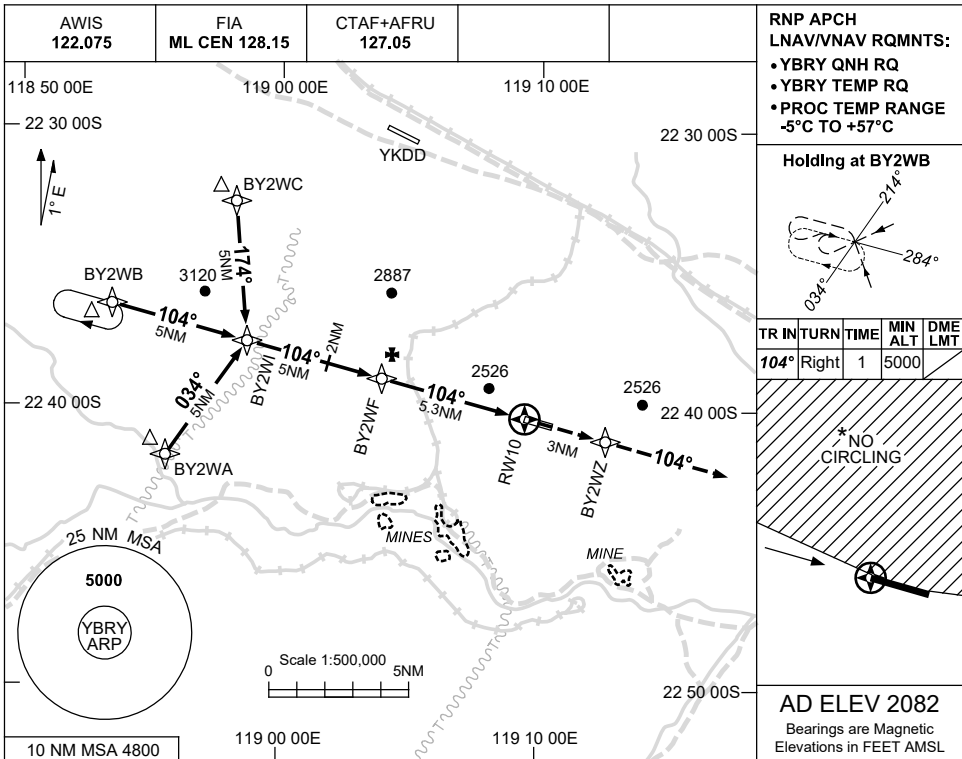 AWIS
122.075
FIA
ML CEN 128.15
CTAF+AFRU
127.05
RNP APCH
LNAV/VNAV RQMNTS:
• YBRY QNH RQ
• YBRY TEMP RQ
• PROC TEMP RANGE
-5°C TO +57°C
118 50 00E
119 00 00E
119 10 00E
22 30 00S
22 30 00S
YKDD
1° E
BY2WC
174°
5NM
BY2WB
3120
2887
104°
5NM
BY2WI
104°
5NM
2NM
034°
5NM
BY2WA
BY2WF
104°
5.3NM
2526
2526
RW10
3NM
BY2WZ
104°
22 40 00S
22 40 00S
MINES
MINE
25 NM MSA
5000
YBRY
ARP
Scale 1:500,000
0
5NM
22 50 00S
10 NM MSA 4800
119 00 00E
119 10 00E
Holding at BY2WB
214°
284°
034°
TR IN TURN TIME MIN ALT DME LMT
104° Right 1 5000
*NO
CIRCLING
AD ELEV 2082
Bearings are Magnetic
Elevations in FEET AMSL